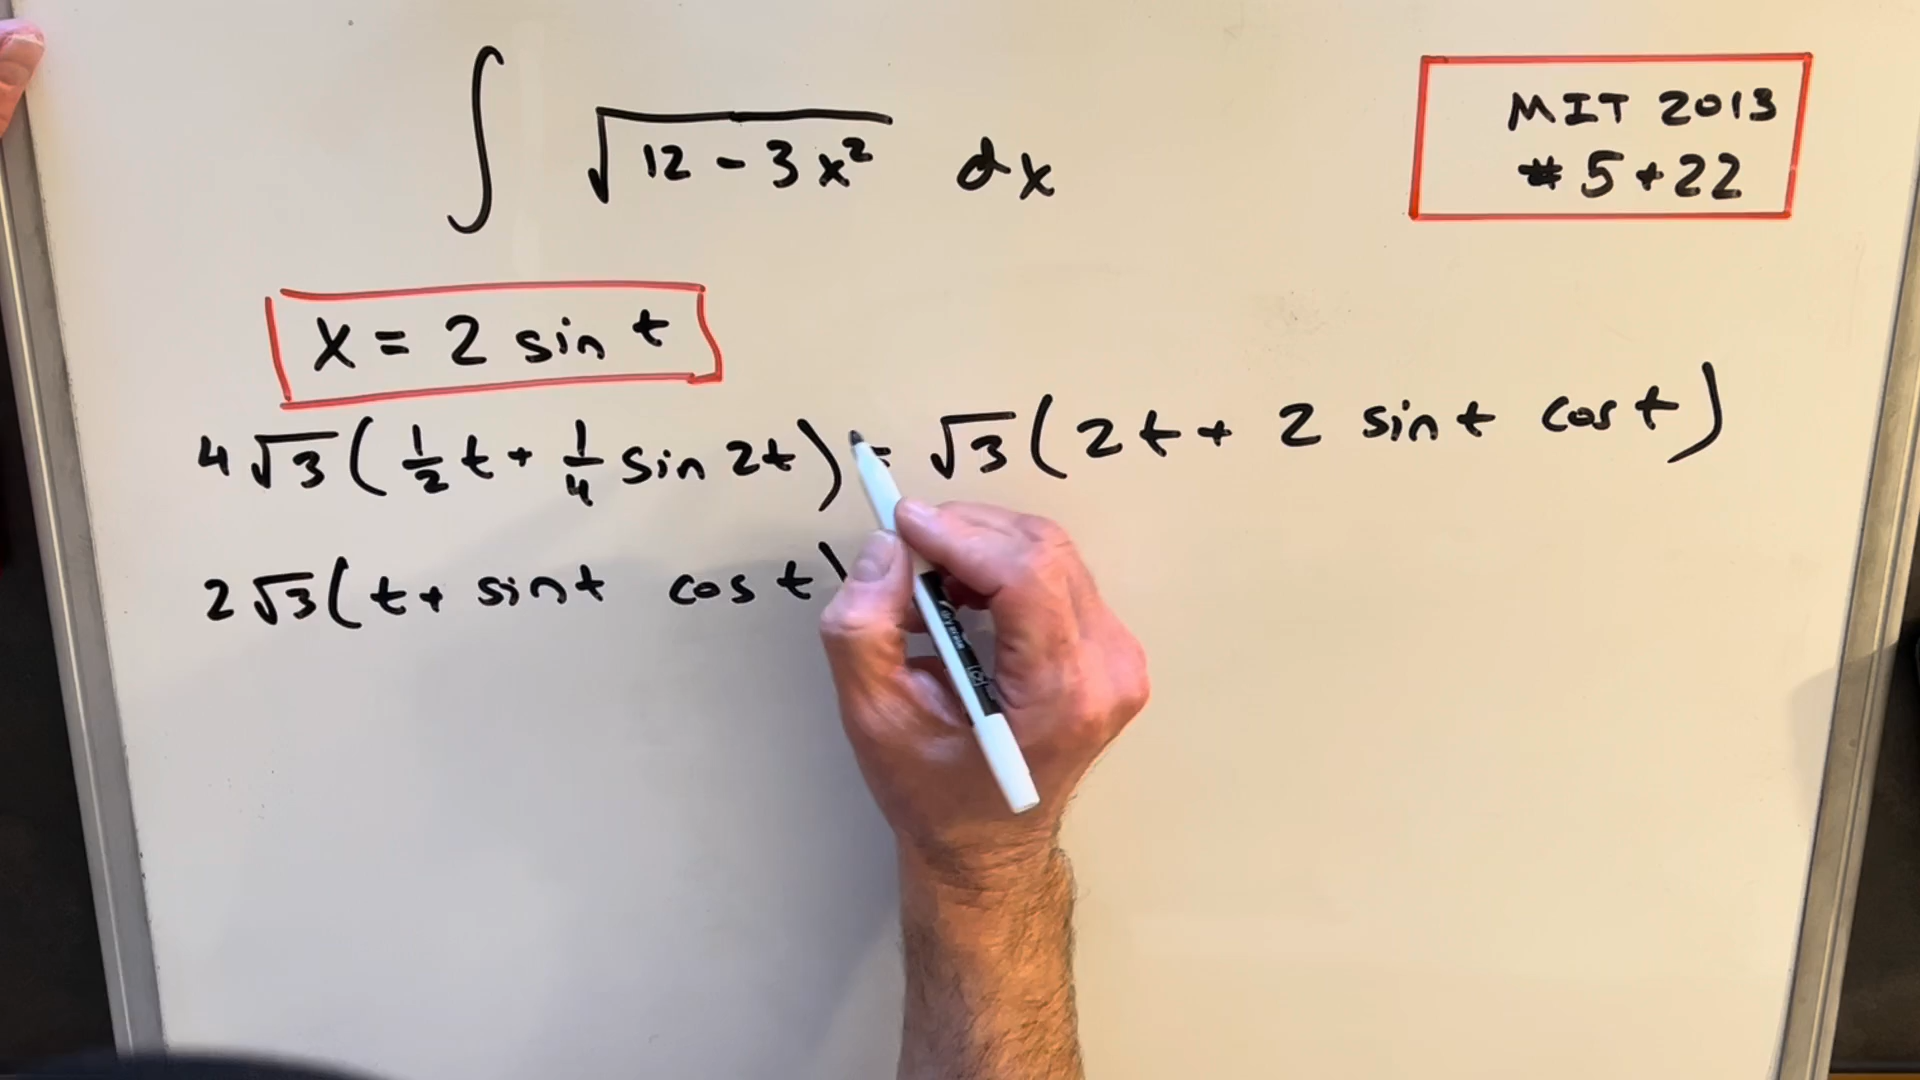 ∫ √(12 - 3x²) dx
MIT 2013
# 5 + 22
x = 2 sin t
4√3(1/2 t + 1/4 sin 2t) = √3(2t + 2 sin t cos t)
2√3(t + sin t cos t)